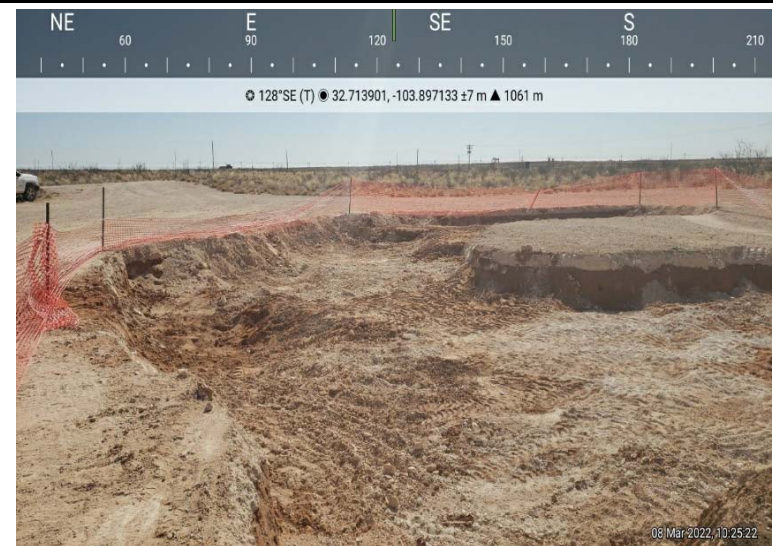 NE E SE S
60 90 120 150 180 210
128°SE (T) 32.713901, -103.897133 ±7 m ▲ 1061 m
08 Mar 2022, 10:25:22